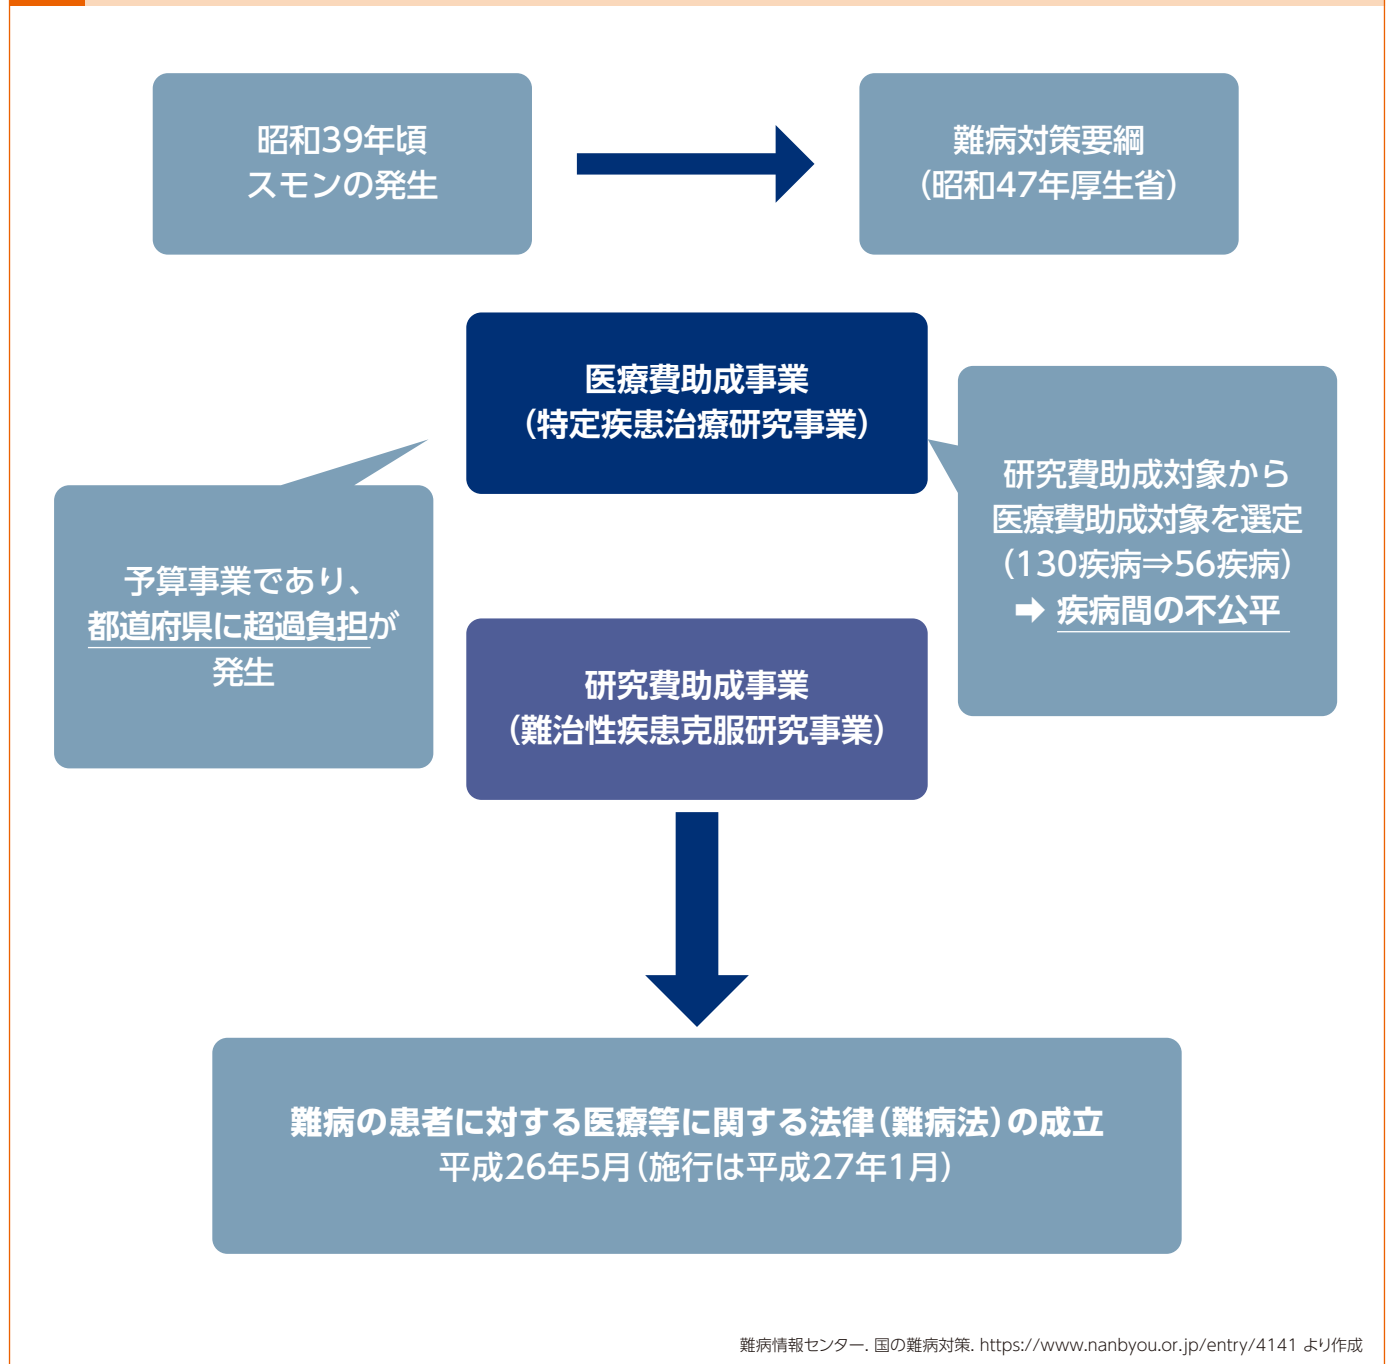 昭和39年頃
スモンの発生
難病対策要綱
（昭和47年厚生省）
医療費助成事業
（特定疾患治療研究事業）
研究費助成対象から
医療費助成対象を選定
（130疾病⇒56疾病）
➡ 疾病間の不公平
予算事業であり、
都道府県に超過負担が
発生
研究費助成事業
（難治性疾患克服研究事業）
難病の患者に対する医療等に関する法律（難病法）の成立
平成26年5月（施行は平成27年1月）
難病情報センター. 国の難病対策. https://www.nanbyou.or.jp/entry/4141 より作成